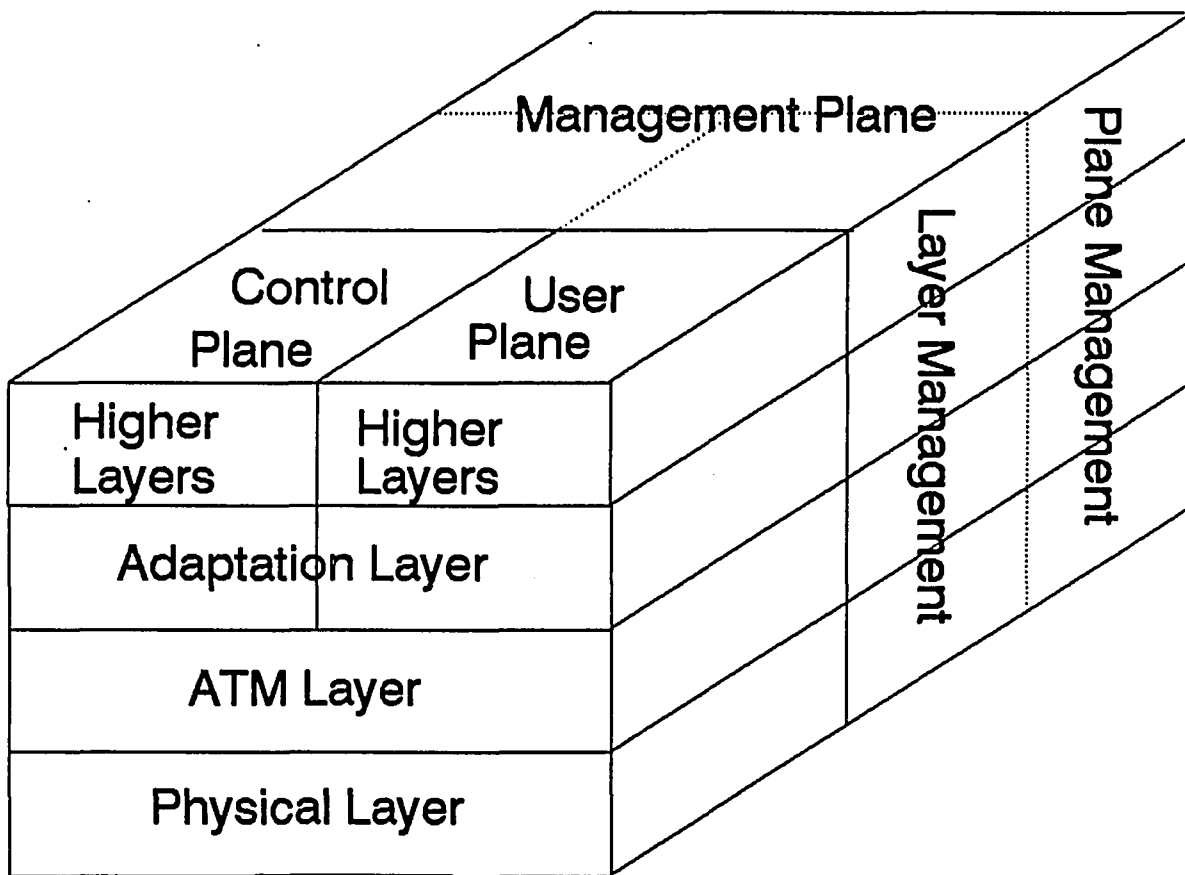 Management Plane
Plane Management
Layer Management
Control
Plane
User
Plane
Higher
Layers
Higher
Layers
Adaptation Layer
ATM Layer
Physical Layer